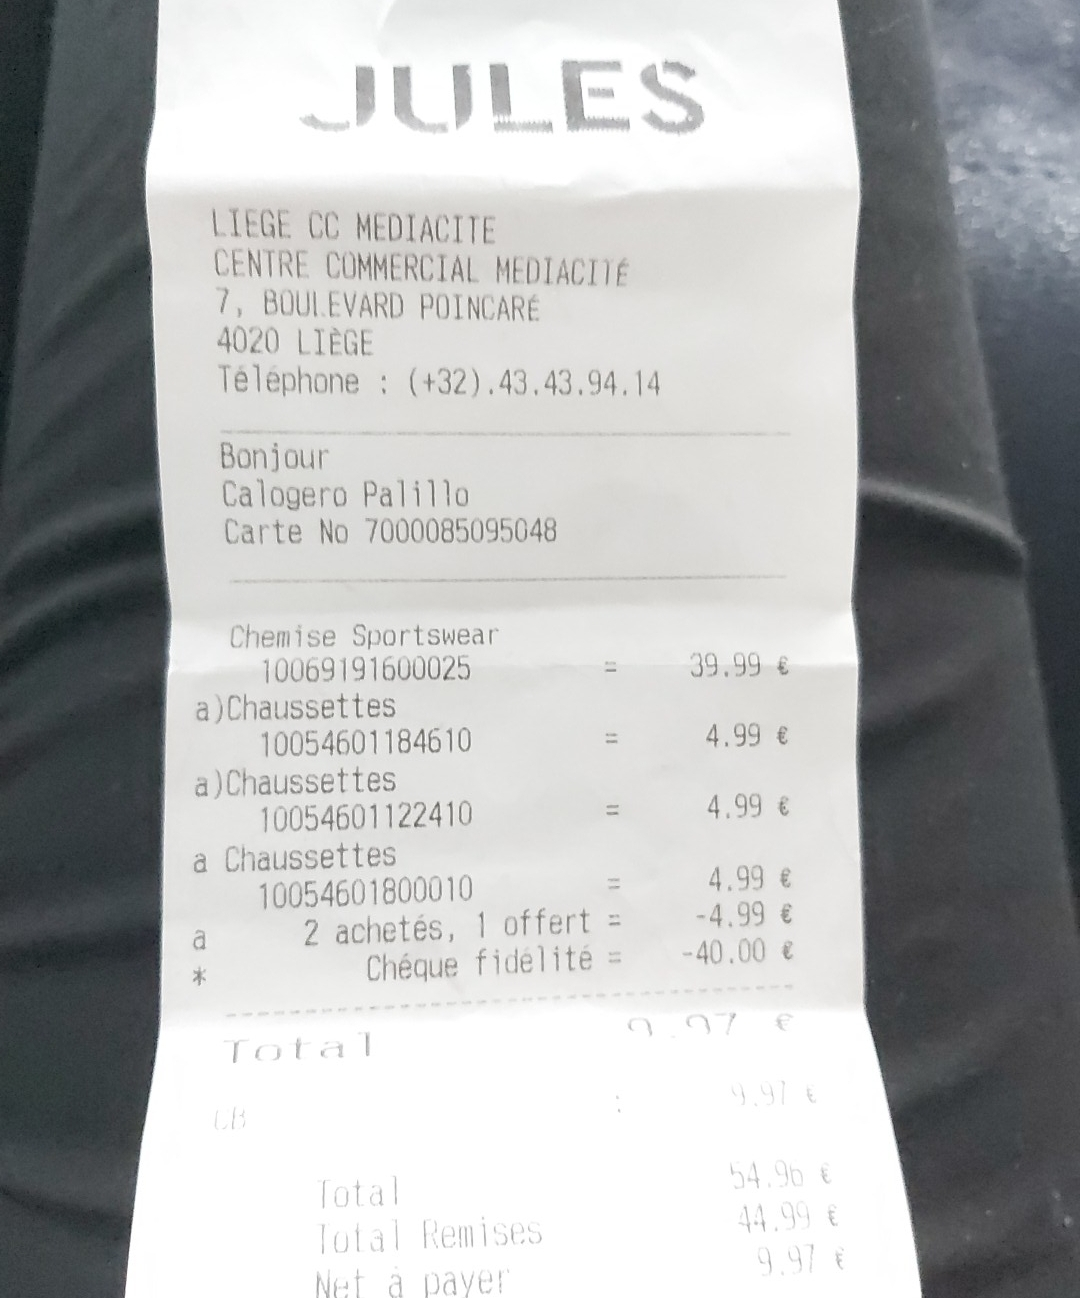 JULES
LIEGE CC MEDIACITE
CENTRE COMMERCIAL MEDIACITÉ
7, BOULEVARD POINCARÉ
4020 LIÈGE
Téléphone : (+32).43.43.94.14
Bonjour
Calogero Palillo
Carte No 7000085095048
Chemise Sportswear
10069191600025 = 39.99 €
a)Chaussettes
10054601184610 = 4.99 €
a)Chaussettes
10054601122410 = 4.99 €
a Chaussettes
10054601800010 = 4.99 €
a 2 achetés, 1 offert = -4.99 €
* Chéque fidélité = -40.00 €
Total 9.97 €
CB : 9.97 €
Total 54.96 €
Total Remises 44.99 €
Net à payer 9.97 €